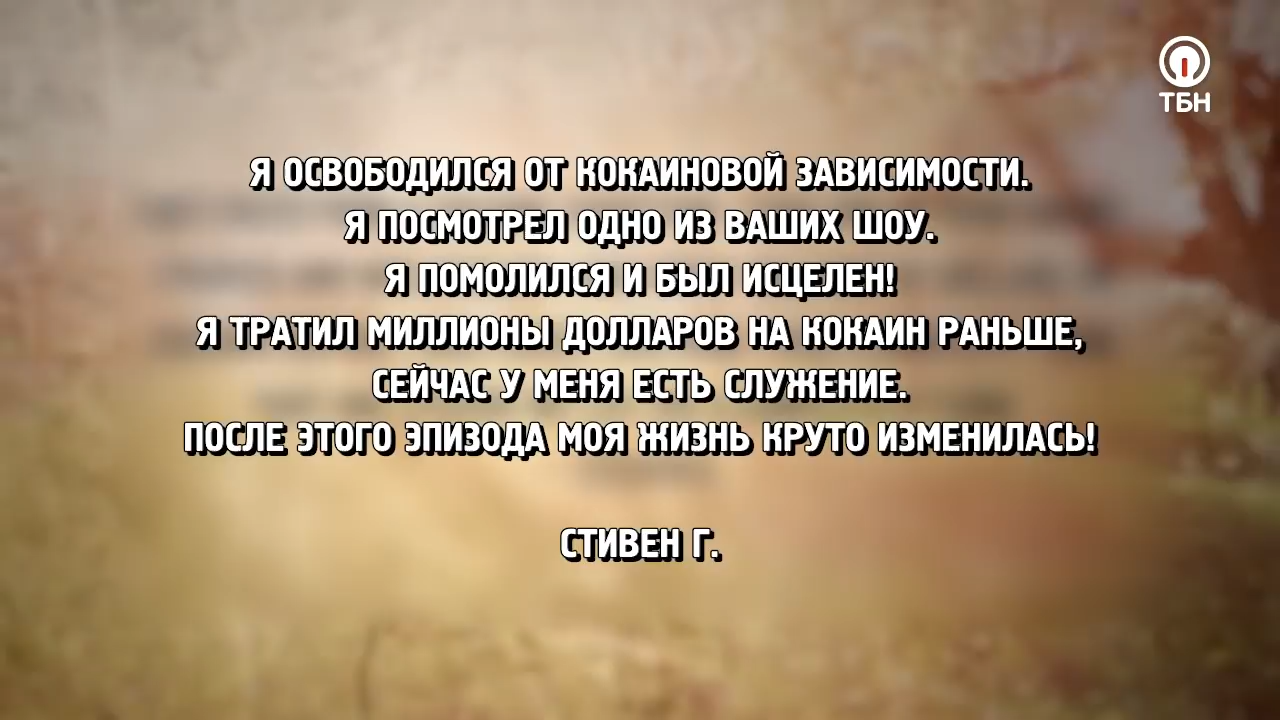 ТБН
Я ОСВОБОДИЛСЯ ОТ КОКАИНОВОЙ ЗАВИСИМОСТИ.
Я ПОСМОТРЕЛ ОДНО ИЗ ВАШИХ ШОУ.
Я ПОМОЛИЛСЯ И БЫЛ ИСЦЕЛЕН!
Я ТРАТИЛ МИЛЛИОНЫ ДОЛЛАРОВ НА КОКАИН РАНЬШЕ,
СЕЙЧАС У МЕНЯ ЕСТЬ СЛУЖЕНИЕ.
ПОСЛЕ ЭТОГО ЭПИЗОДА МОЯ ЖИЗНЬ КРУТО ИЗМЕНИЛАСЬ!
СТИВЕН Г.